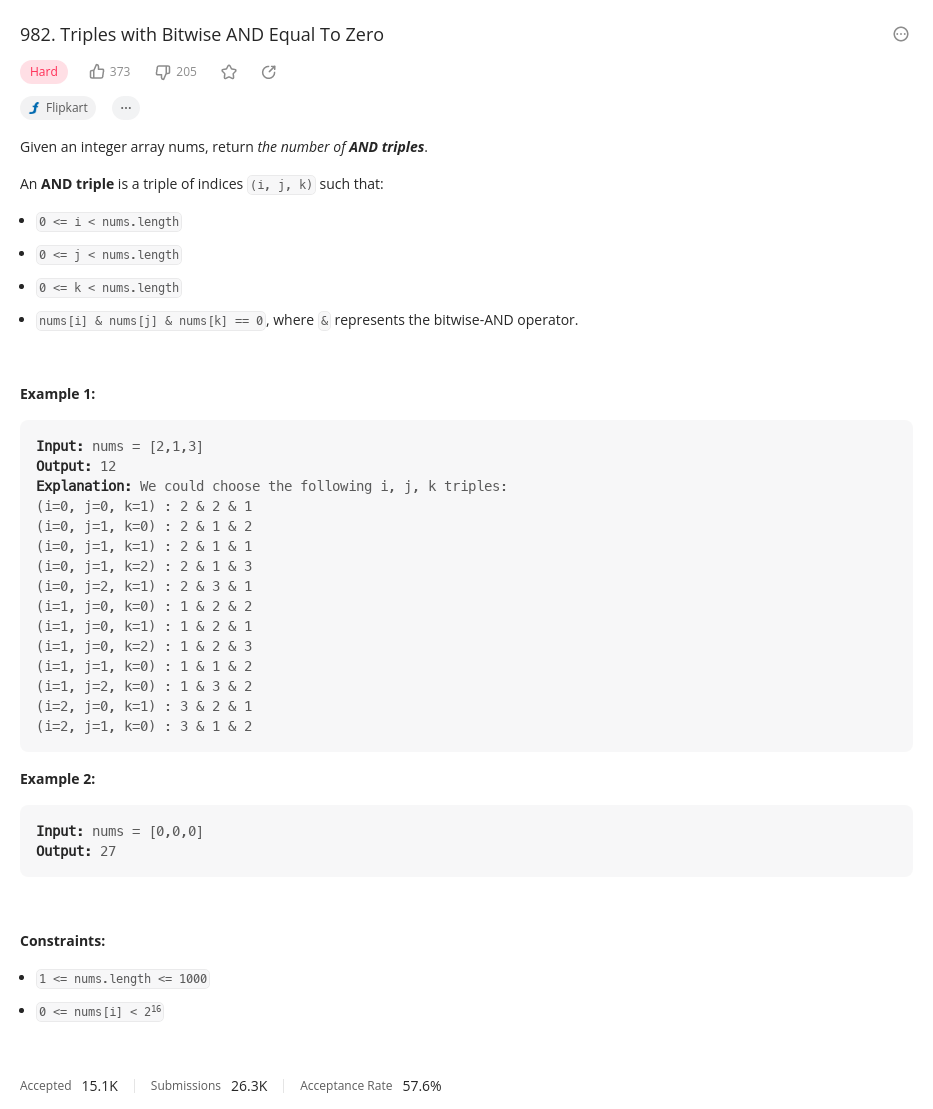 982. Triples with Bitwise AND Equal To Zero
Hard 373 205
Flipkart ...
Given an integer array nums, return the number of AND triples.
An AND triple is a triple of indices (i, j, k) such that:
• 0 <= i < nums.length
• 0 <= j < nums.length
• 0 <= k < nums.length
• nums[i] & nums[j] & nums[k] == 0, where & represents the bitwise-AND operator.
Example 1:
Input: nums = [2,1,3]
Output: 12
Explanation: We could choose the following i, j, k triples:
(i=0, j=0, k=1) : 2 & 2 & 1
(i=0, j=1, k=0) : 2 & 1 & 2
(i=0, j=1, k=1) : 2 & 1 & 1
(i=0, j=1, k=2) : 2 & 1 & 3
(i=0, j=2, k=1) : 2 & 3 & 1
(i=1, j=0, k=0) : 1 & 2 & 2
(i=1, j=0, k=1) : 1 & 2 & 1
(i=1, j=0, k=2) : 1 & 2 & 3
(i=1, j=1, k=0) : 1 & 1 & 2
(i=1, j=2, k=0) : 1 & 3 & 2
(i=2, j=0, k=1) : 3 & 2 & 1
(i=2, j=1, k=0) : 3 & 1 & 2
Example 2:
Input: nums = [0,0,0]
Output: 27
Constraints:
• 1 <= nums.length <= 1000
• 0 <= nums[i] < 2¹⁶
Accepted 15.1K Submissions 26.3K Acceptance Rate 57.6%